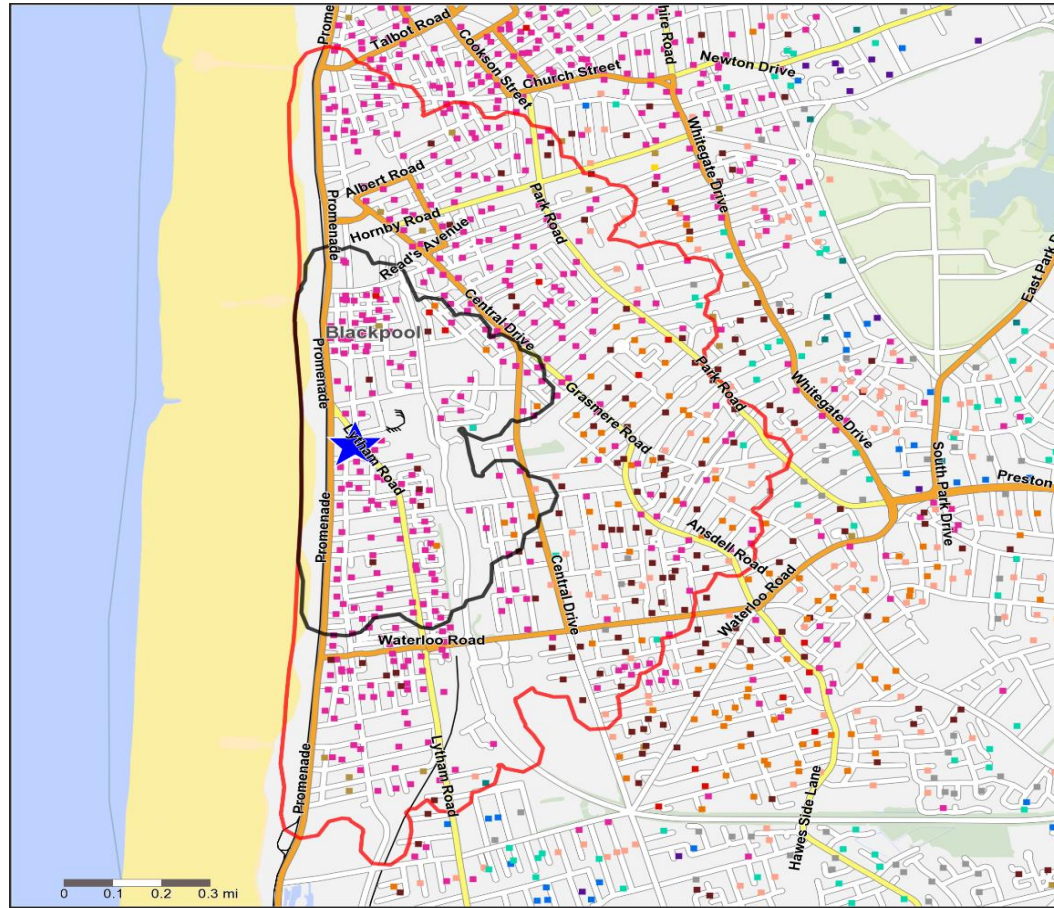 Prome
Talbot Road
Cookson Street
hire Road
Church Street
Newton Drive
Whitegate Drive
Albert Road
Promenade
Hornby Road
Park Road
Read's Avenue
East Park D
Central Drive
Blackpool
Promenade
Park Road
Whitegate Drive
Grasmere Road
Lytham Road
South Park Drive
Preston
Promenade
Ansdell Road
Central Drive
Waterloo Road
Waterloo Road
Promenade
Lytham Road
Hawes Side Lane
0 0.1 0.2 0.3 mi